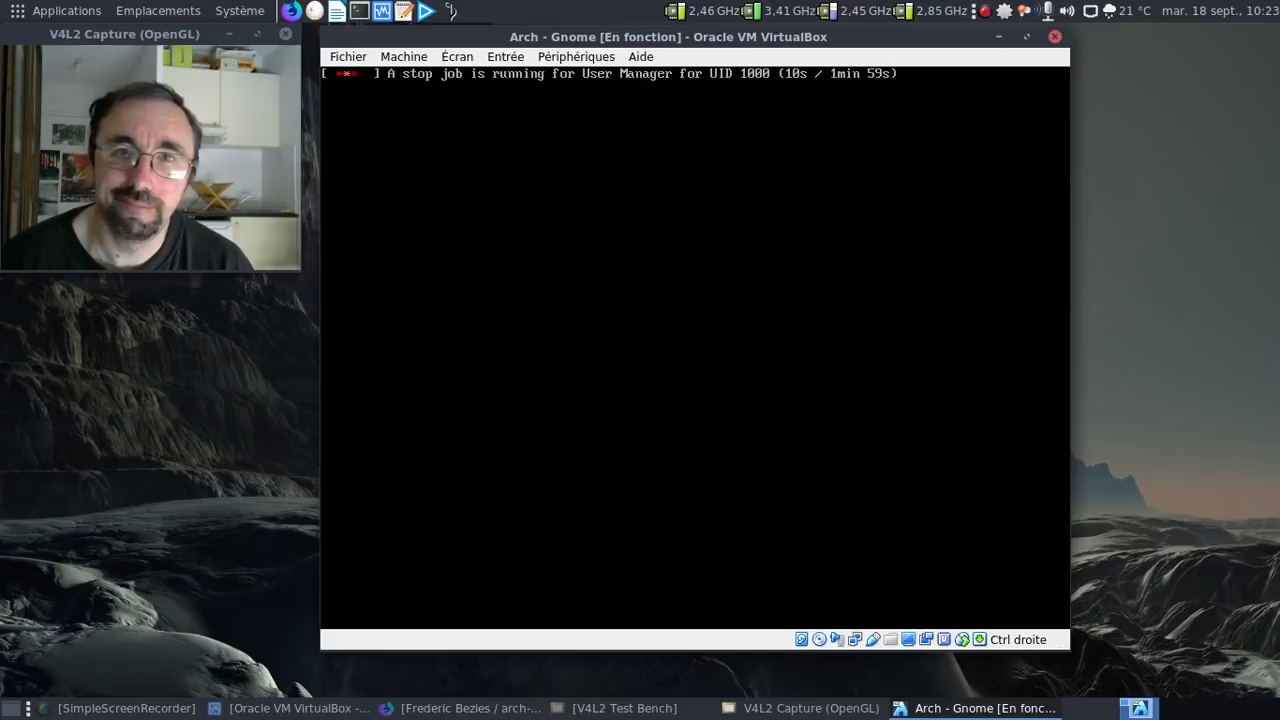 Applications Emplacements Système
2,46 GHz 3,41 GHz 2,45 GHz 2,85 GHz 21 °C mar. 18 sept., 10:23
V4L2 Capture (OpenGL)
Arch - Gnome [En fonction] - Oracle VM VirtualBox
Fichier Machine Écran Entrée Périphériques Aide
[ *** ] A stop job is running for User Manager for UID 1000 (10s / 1min 59s)
Ctrl droite
[SimpleScreenRecorder] [Oracle VM VirtualBox -... [Frederic Bezies / arch-... [V4L2 Test Bench] V4L2 Capture (OpenGL) Arch - Gnome [En fonc...